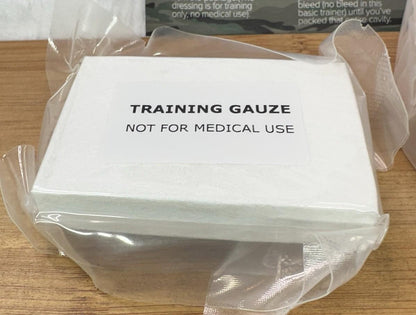 dressing is for training
only, no medical use).
bleed (no bleed in this
basic trainer) until you've
packed that entire cavity.
TRAINING GAUZE
NOT FOR MEDICAL USE